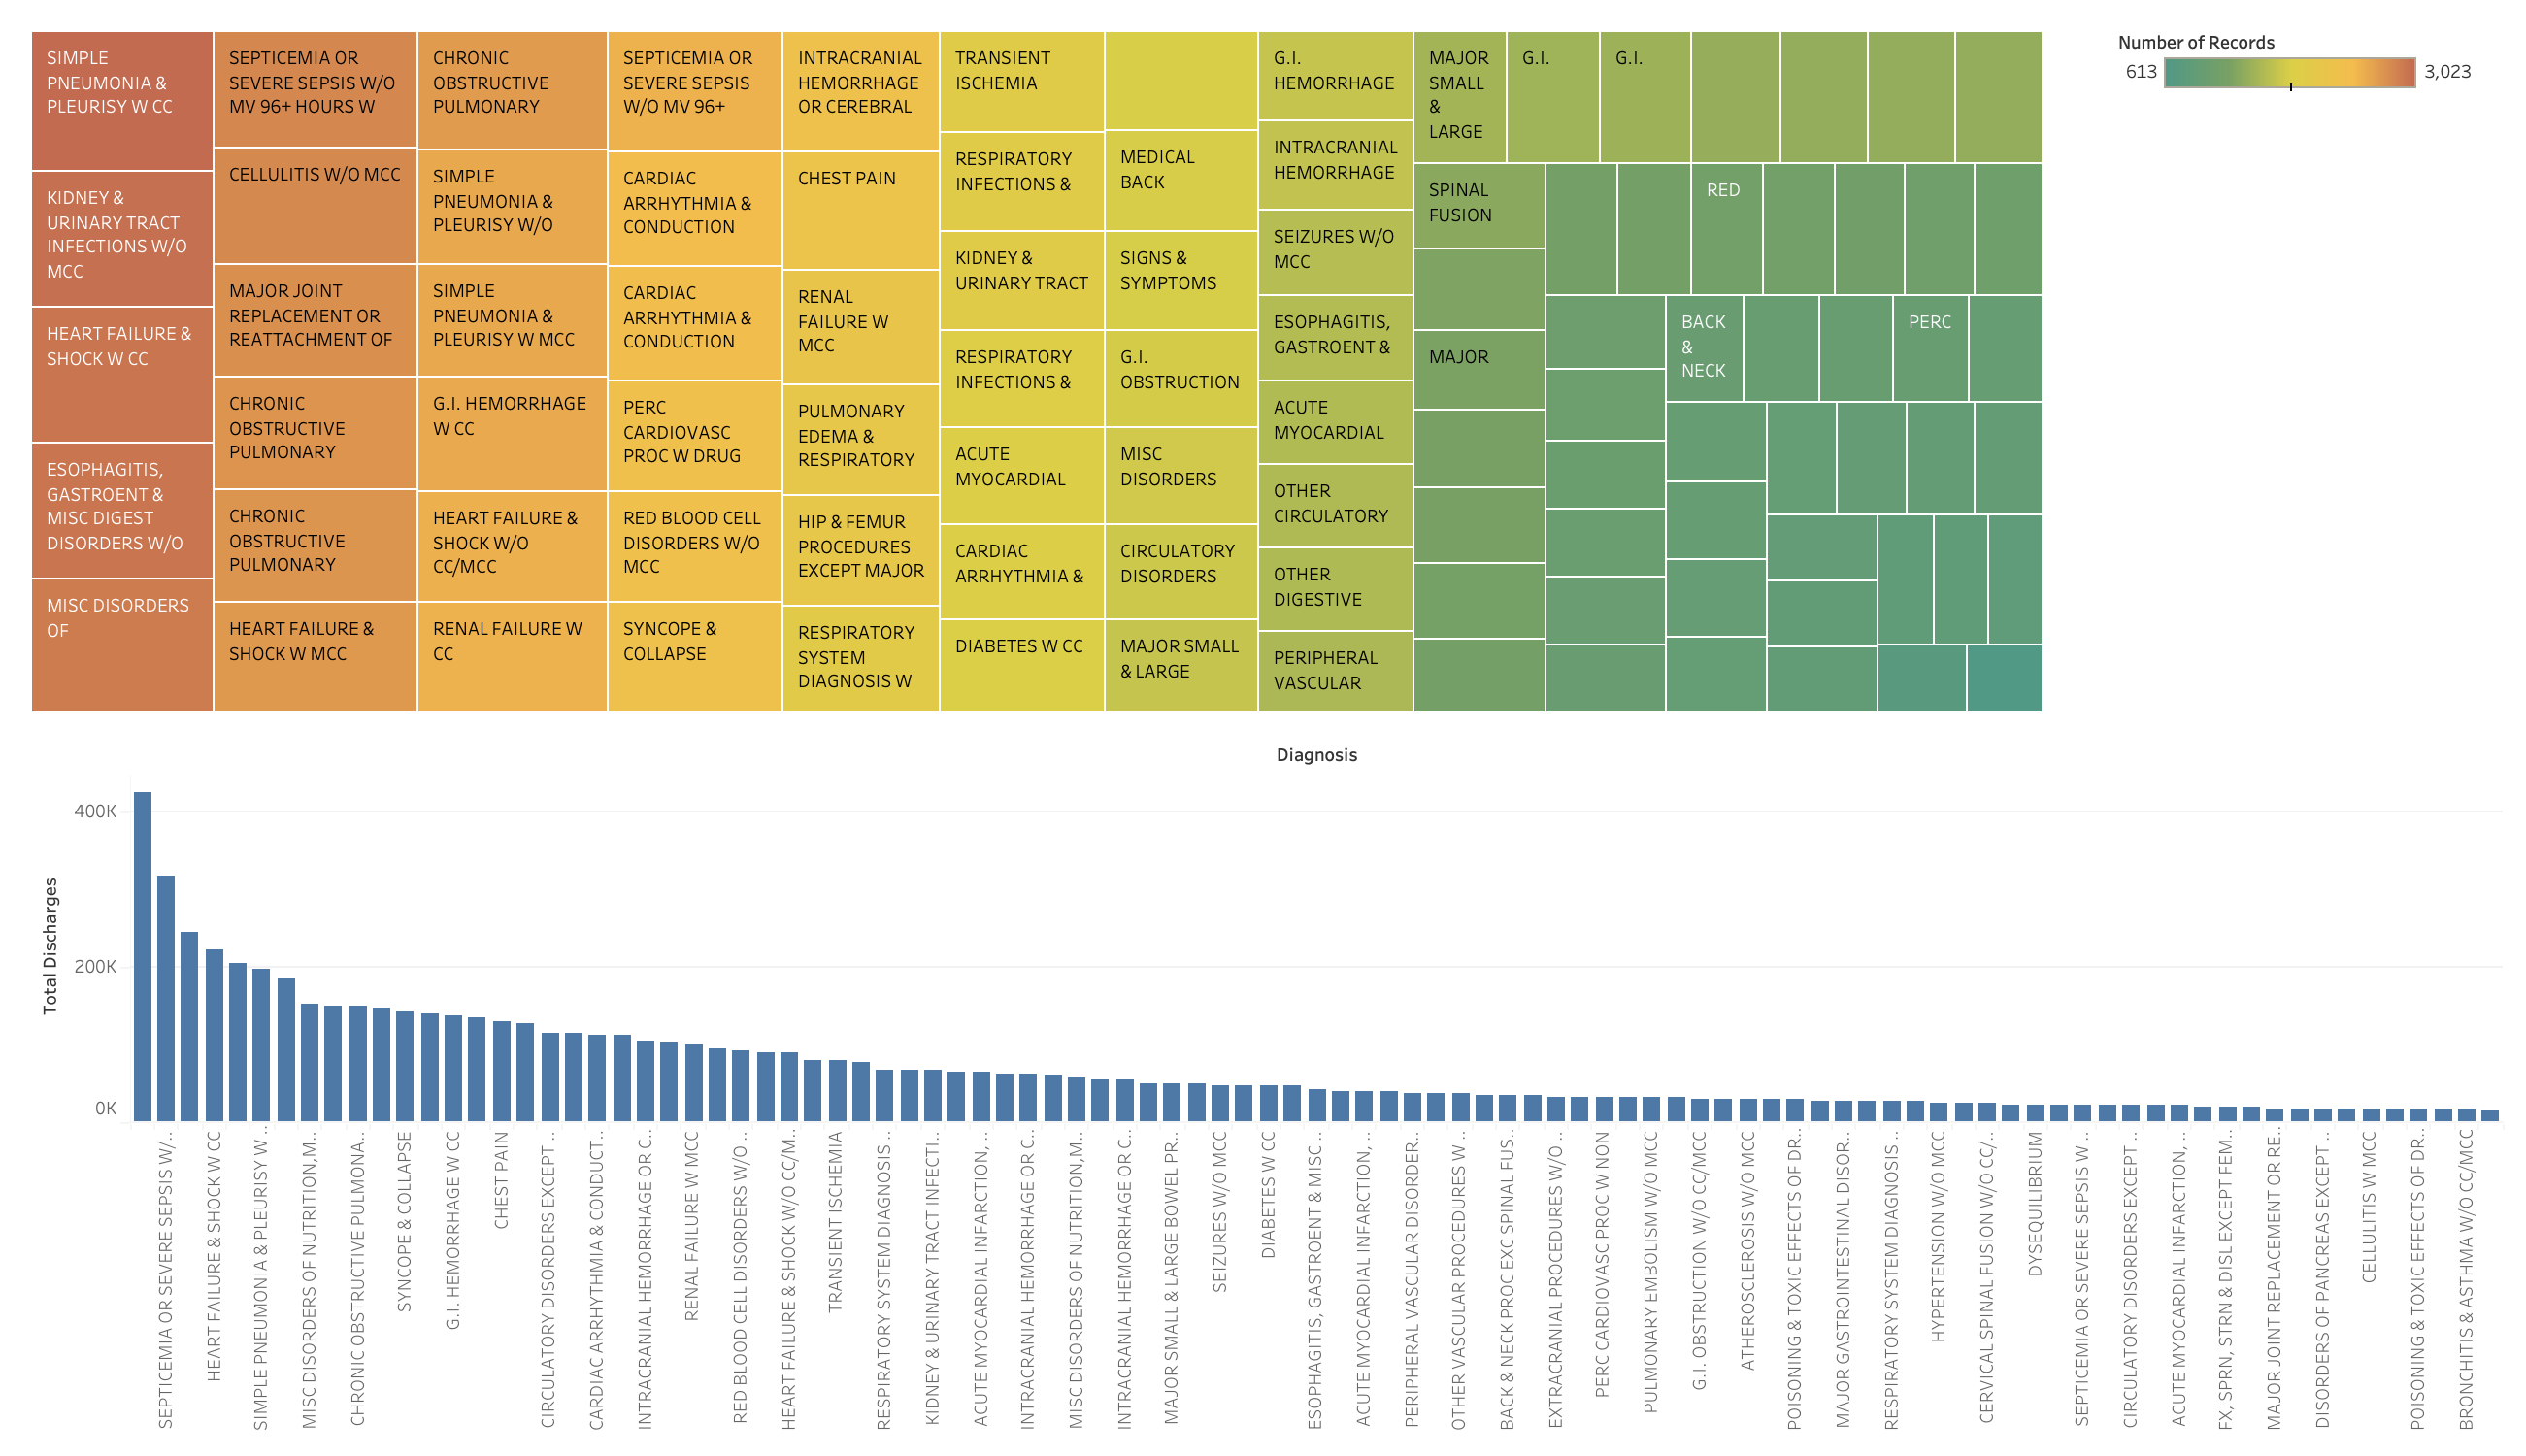 SIMPLE
PNEUMONIA &
PLEURISY W CC
KIDNEY &
URINARY TRACT
INFECTIONS W/O
MCC
HEART FAILURE &
SHOCK W CC
ESOPHAGITIS,
GASTROENT &
MISC DIGEST
DISORDERS W/O
MISC DISORDERS
OF
SEPTICEMIA OR
SEVERE SEPSIS W/O
MV 96+ HOURS W
CELLULITIS W/O MCC
MAJOR JOINT
REPLACEMENT OR
REATTACHMENT OF
CHRONIC
OBSTRUCTIVE
PULMONARY
CHRONIC
OBSTRUCTIVE
PULMONARY
HEART FAILURE &
SHOCK W MCC
CHRONIC
OBSTRUCTIVE
PULMONARY
SIMPLE
PNEUMONIA &
PLEURISY W/O
SIMPLE
PNEUMONIA &
PLEURISY W MCC
G.I. HEMORRHAGE
W CC
HEART FAILURE &
SHOCK W/O
CC/MCC
RENAL FAILURE W
CC
SEPTICEMIA OR
SEVERE SEPSIS
W/O MV 96+
CARDIAC
ARRHYTHMIA &
CONDUCTION
CARDIAC
ARRHYTHMIA &
CONDUCTION
PERC
CARDIOVASC
PROC W DRUG
RED BLOOD CELL
DISORDERS W/O
MCC
SYNCOPE &
COLLAPSE
INTRACRANIAL
HEMORRHAGE
OR CEREBRAL
CHEST PAIN
RENAL
FAILURE W
MCC
PULMONARY
EDEMA &
RESPIRATORY
HIP & FEMUR
PROCEDURES
EXCEPT MAJOR
RESPIRATORY
SYSTEM
DIAGNOSIS W
TRANSIENT
ISCHEMIA
RESPIRATORY
INFECTIONS &
KIDNEY &
URINARY TRACT
RESPIRATORY
INFECTIONS &
ACUTE
MYOCARDIAL
CARDIAC
ARRHYTHMIA &
DIABETES W CC
MEDICAL
BACK
SIGNS &
SYMPTOMS
G.I.
OBSTRUCTION
MISC
DISORDERS
CIRCULATORY
DISORDERS
MAJOR SMALL
& LARGE
G.I.
HEMORRHAGE
INTRACRANIAL
HEMORRHAGE
SEIZURES W/O
MCC
ESOPHAGITIS,
GASTROENT &
ACUTE
MYOCARDIAL
OTHER
CIRCULATORY
OTHER
DIGESTIVE
PERIPHERAL
VASCULAR
MAJOR
SMALL
&
LARGE
G.I.
G.I.
SPINAL
FUSION
MAJOR
RED
BACK
&
NECK
PERC
Number of Records
613
3,023
Diagnosis
Total Discharges
400K
200K
0K
SEPTICEMIA OR SEVERE SEPSIS W/..
HEART FAILURE & SHOCK W CC
SIMPLE PNEUMONIA & PLEURISY W ..
MISC DISORDERS OF NUTRITION,M..
CHRONIC OBSTRUCTIVE PULMONA..
SYNCOPE & COLLAPSE
G.I. HEMORRHAGE W CC
CHEST PAIN
CIRCULATORY DISORDERS EXCEPT ..
CARDIAC ARRHYTHMIA & CONDUCT..
INTRACRANIAL HEMORRHAGE OR C..
RENAL FAILURE W MCC
RED BLOOD CELL DISORDERS W/O ..
HEART FAILURE & SHOCK W/O CC/M..
TRANSIENT ISCHEMIA
RESPIRATORY SYSTEM DIAGNOSIS ..
KIDNEY & URINARY TRACT INFECTI..
ACUTE MYOCARDIAL INFARCTION, ..
INTRACRANIAL HEMORRHAGE OR C..
MISC DISORDERS OF NUTRITION,M..
INTRACRANIAL HEMORRHAGE OR C..
MAJOR SMALL & LARGE BOWEL PR..
SEIZURES W/O MCC
DIABETES W CC
ESOPHAGITIS, GASTROENT & MISC ..
ACUTE MYOCARDIAL INFARCTION, ..
PERIPHERAL VASCULAR DISORDER..
OTHER VASCULAR PROCEDURES W ..
BACK & NECK PROC EXC SPINAL FUS..
EXTRACRANIAL PROCEDURES W/O ..
PERC CARDIOVASC PROC W NON
PULMONARY EMBOLISM W/O MCC
G.I. OBSTRUCTION W/O CC/MCC
ATHEROSCLEROSIS W/O MCC
POISONING & TOXIC EFFECTS OF DR..
MAJOR GASTROINTESTINAL DISOR..
RESPIRATORY SYSTEM DIAGNOSIS ..
HYPERTENSION W/O MCC
CERVICAL SPINAL FUSION W/O CC/..
DYSEQUILIBRIUM
SEPTICEMIA OR SEVERE SEPSIS W ..
CIRCULATORY DISORDERS EXCEPT ..
ACUTE MYOCARDIAL INFARCTION, ..
FX, SPRN, STRN & DISL EXCEPT FEM..
MAJOR JOINT REPLACEMENT OR RE..
DISORDERS OF PANCREAS EXCEPT ..
CELLULITIS W MCC
POISONING & TOXIC EFFECTS OF DR..
BRONCHITIS & ASTHMA W/O CC/MCC